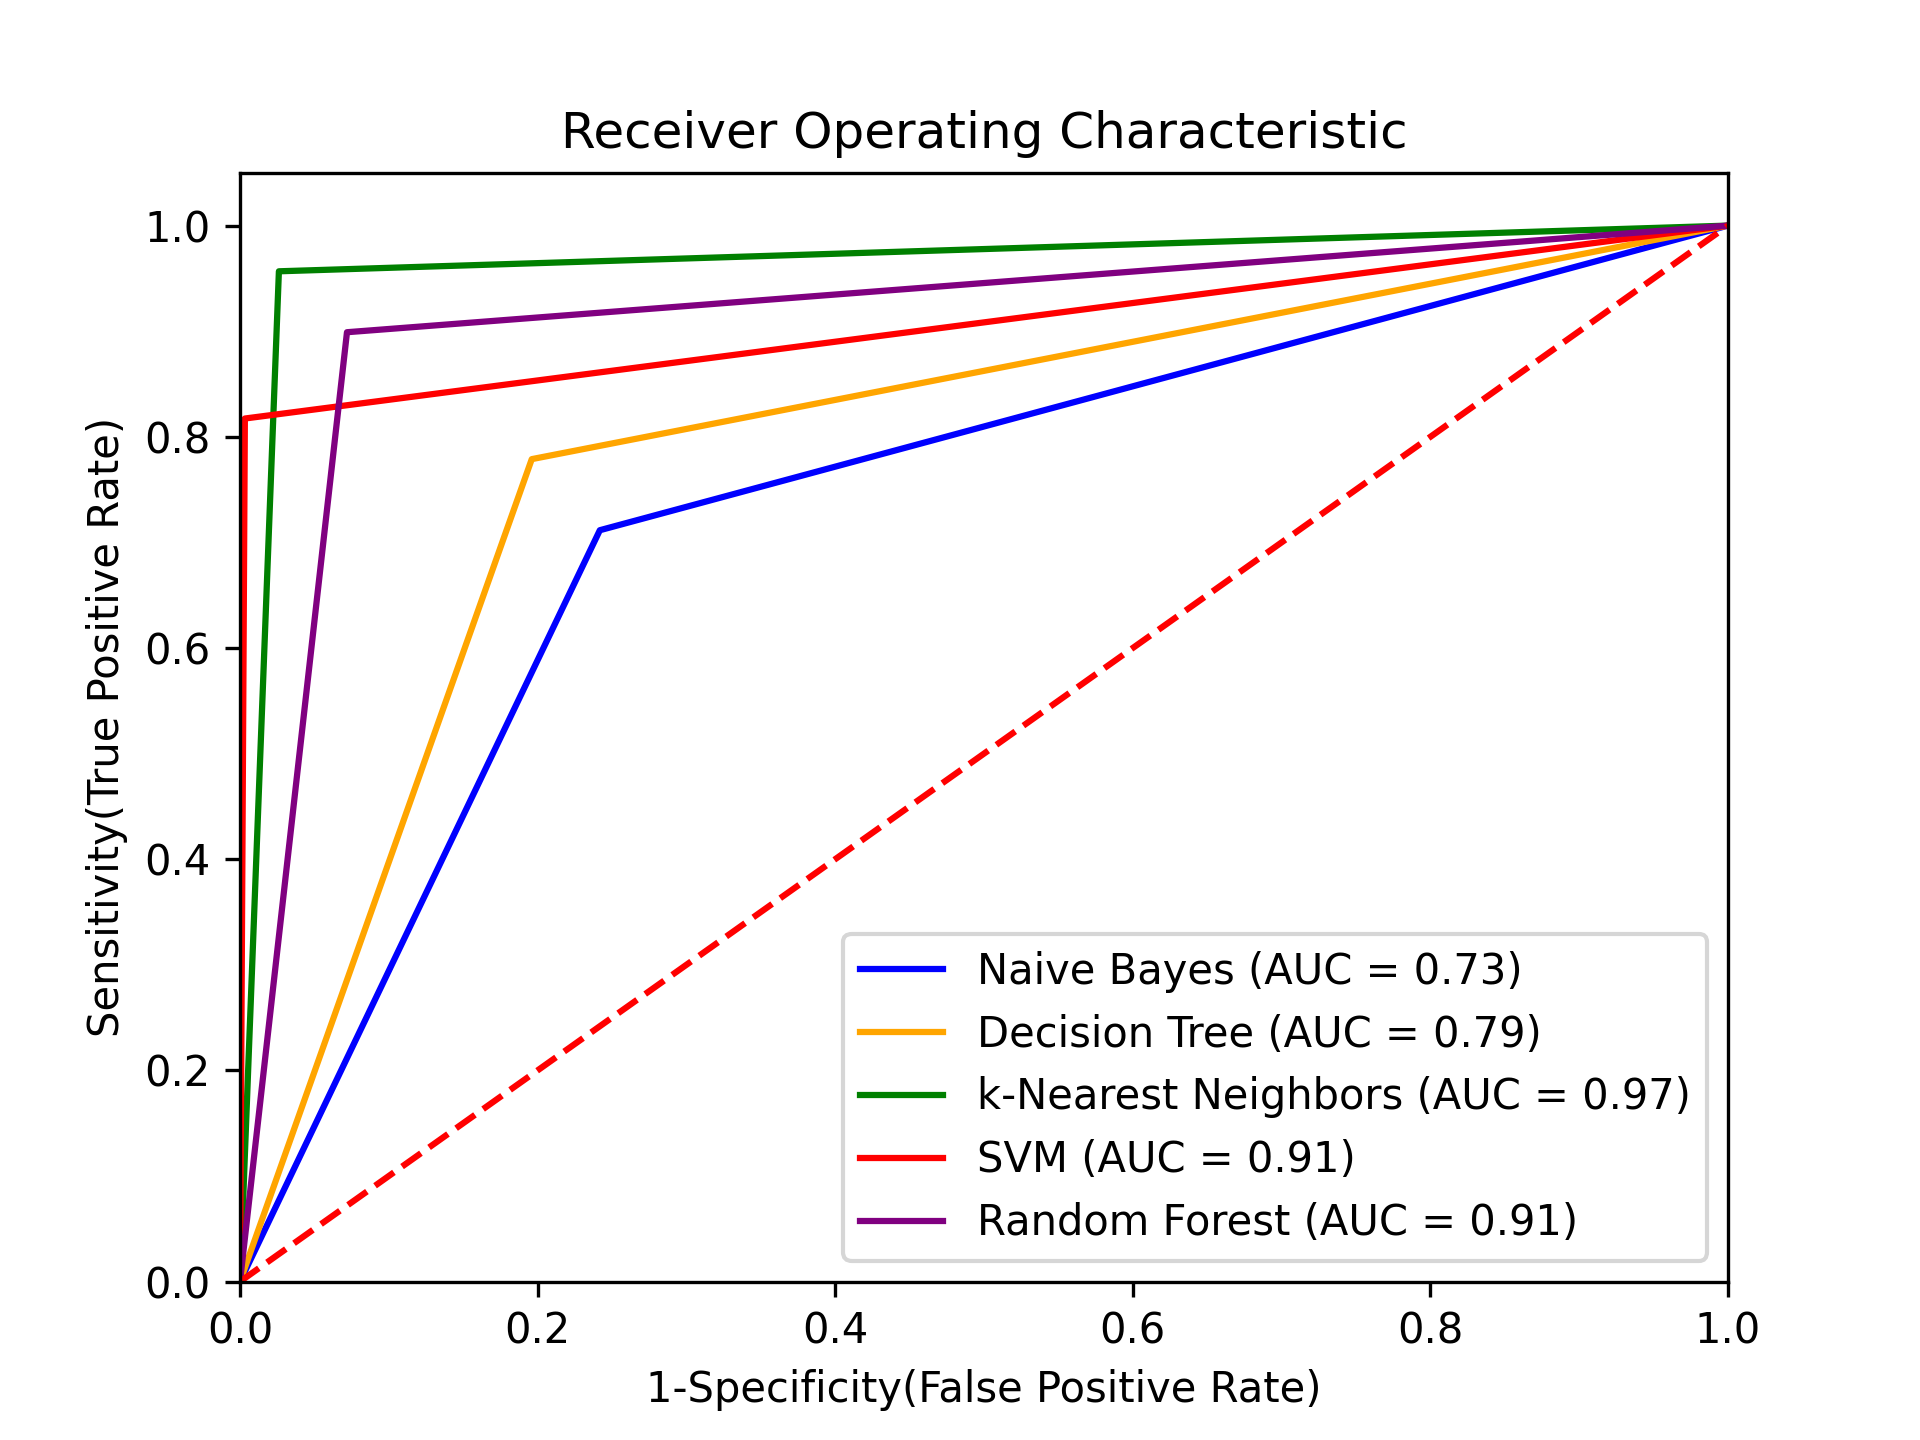 Receiver Operating Characteristic
1.0
0.8
0.6
0.4
0.2
0.0
Sensitivity(True Positive Rate)
Naive Bayes (AUC = 0.73)
Decision Tree (AUC = 0.79)
k-Nearest Neighbors (AUC = 0.97)
SVM (AUC = 0.91)
Random Forest (AUC = 0.91)
0.0 0.2 0.4 0.6 0.8 1.0
1-Specificity(False Positive Rate)